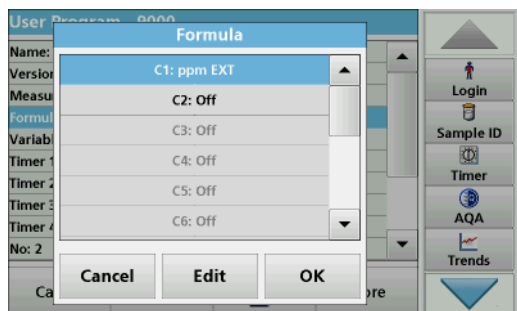 User Program 9000
Formula
Name:
C1: ppm EXT
Version
Login
Measu
C2: Off
Formul
C3: Off
Sample ID
Variabl
C4: Off
Timer 1
Timer
Timer 2
C5: Off
Timer 3
AQA
Timer 4
C6: Off
No: 2
Trends
Cancel
Edit
OK
Ca
ore